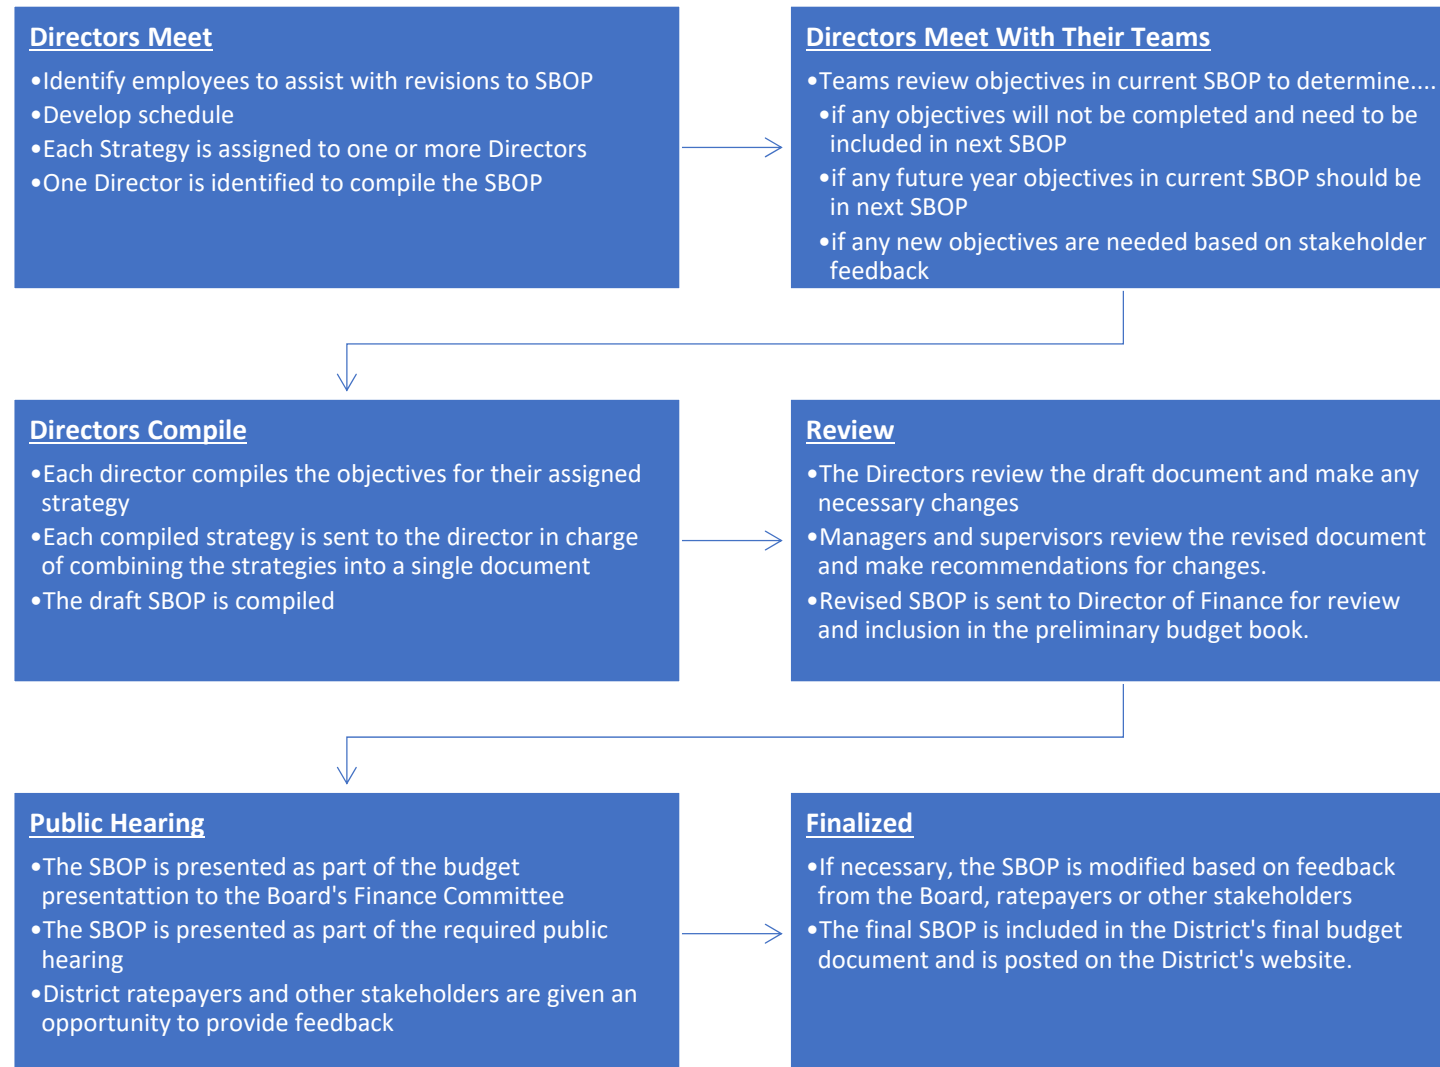 Directors Meet
•Identify employees to assist with revisions to SBOP
•Develop schedule
•Each Strategy is assigned to one or more Directors
•One Director is identified to compile the SBOP
Directors Meet With Their Teams
•Teams review objectives in current SBOP to determine....
•if any objectives will not be completed and need to be
included in next SBOP
•if any future year objectives in current SBOP should be
in next SBOP
•if any new objectives are needed based on stakeholder
feedback
Directors Compile
•Each director compiles the objectives for their assigned
strategy
•Each compiled strategy is sent to the director in charge
of combining the strategies into a single document
•The draft SBOP is compiled
Review
•The Directors review the draft document and make any
necessary changes
•Managers and supervisors review the revised document
and make recommendations for changes.
•Revised SBOP is sent to Director of Finance for review
and inclusion in the preliminary budget book.
Public Hearing
•The SBOP is presented as part of the budget
presentattion to the Board's Finance Committee
•The SBOP is presented as part of the required public
hearing
•District ratepayers and other stakeholders are given an
opportunity to provide feedback
Finalized
•If necessary, the SBOP is modified based on feedback
from the Board, ratepayers or other stakeholders
•The final SBOP is included in the District's final budget
document and is posted on the District's website.